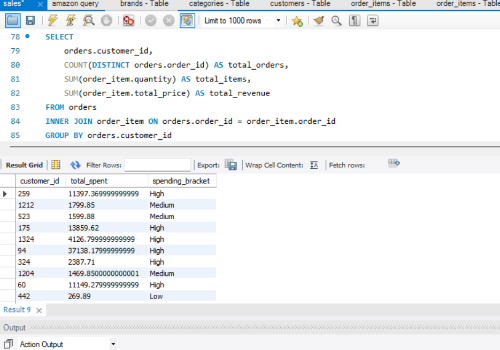 sales* amazon query brands - Table categories - Table customers - Table order_items - Table order_items - Table
Limit to 1000 rows
78 SELECT
79 orders.customer_id,
80 COUNT(DISTINCT orders.order_id) AS total_orders,
81 SUM(order_item.quantity) AS total_items,
82 SUM(order_item.total_price) AS total_revenue
83 FROM orders
84 INNER JOIN order_item ON orders.order_id = order_item.order_id
85 GROUP BY orders.customer_id
Result Grid Filter Rows: Export: Wrap Cell Content: Fetch rows:
customer_id total_spent spending_bracket
259 11397.369999999999 High
1212 1799.85 Medium
523 1599.88 Medium
175 13859.62 High
1324 4126.799999999999 High
94 37138.17999999999 High
324 2387.71 High
1204 1469.8500000000001 Medium
60 11149.279999999999 High
442 269.89 Low
Result 9
Output
Action Output